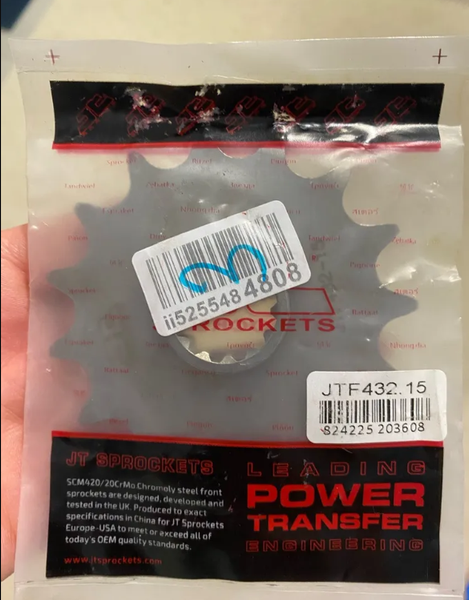 ii52555484808
3
SPROCKETS
JTF432.15
824225 203608
JT SPROCKETS
SCM420/20CrMo Chromoly steel front
sprockets are designed, developed and
tested in the UK. Produced to exact
specifications in China for JT Sprockets
Europe-USA to meet or exceed all of
today's OEM quality standards.
www.jtsprockets.com
LEADING
POWER
TRANSFER
ENGINEERING